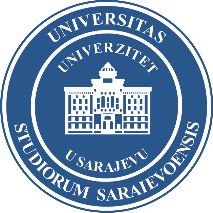 UNIVERSITAS
STUDIORUM SARAIEVOENSIS
UNIVERZITET
U SARAJEVU